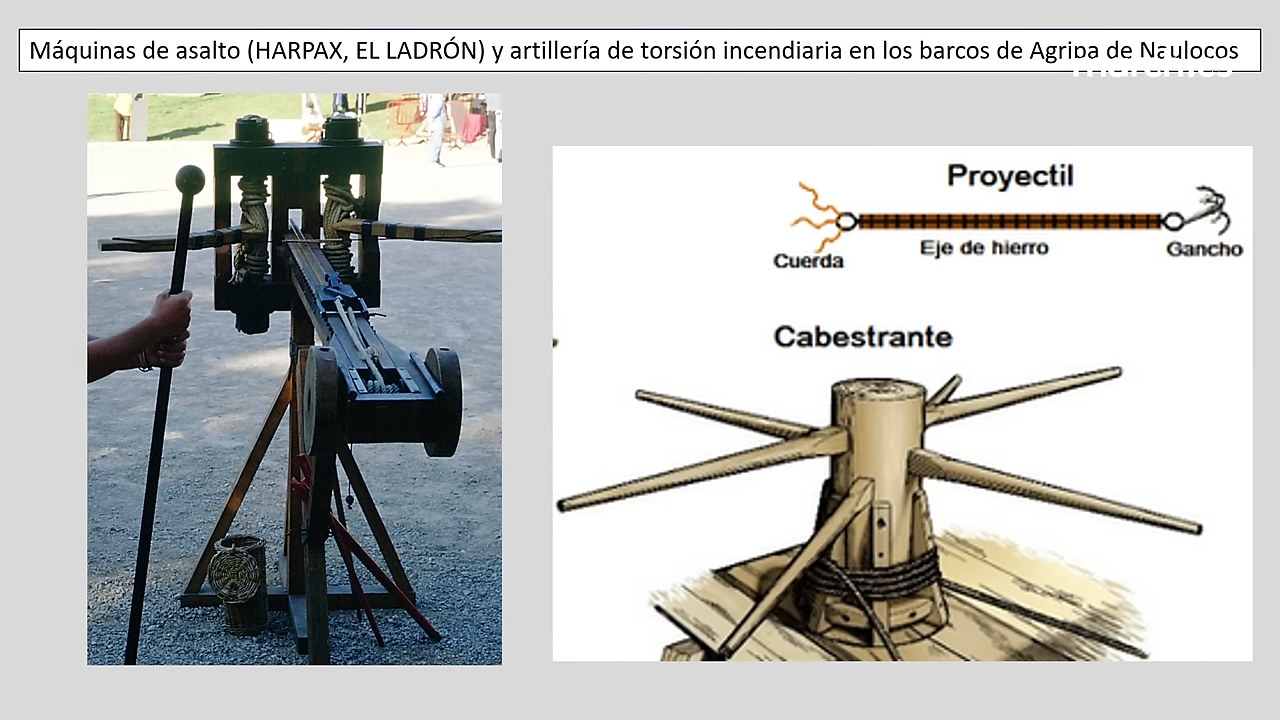 Máquinas de asalto (HARPAX, EL LADRÓN) y artillería de torsión incendiaria en los barcos de Agripa de Naulocos
Proyectil
Cuerda
Eje de hierro
Gancho
Cabestrante